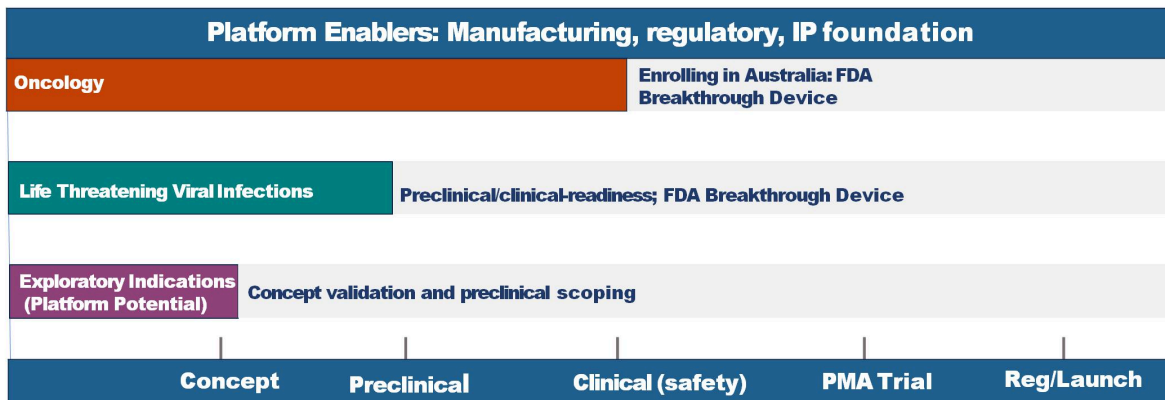 Platform Enablers: Manufacturing, regulatory, IP foundation
Oncology
Enrolling in Australia: FDA
Breakthrough Device
Life Threatening Viral Infections
Preclinical/clinical-readiness; FDA Breakthrough Device
Exploratory Indications
(Platform Potential)
Concept validation and preclinical scoping
Concept
Preclinical
Clinical (safety)
PMA Trial
Reg/Launch